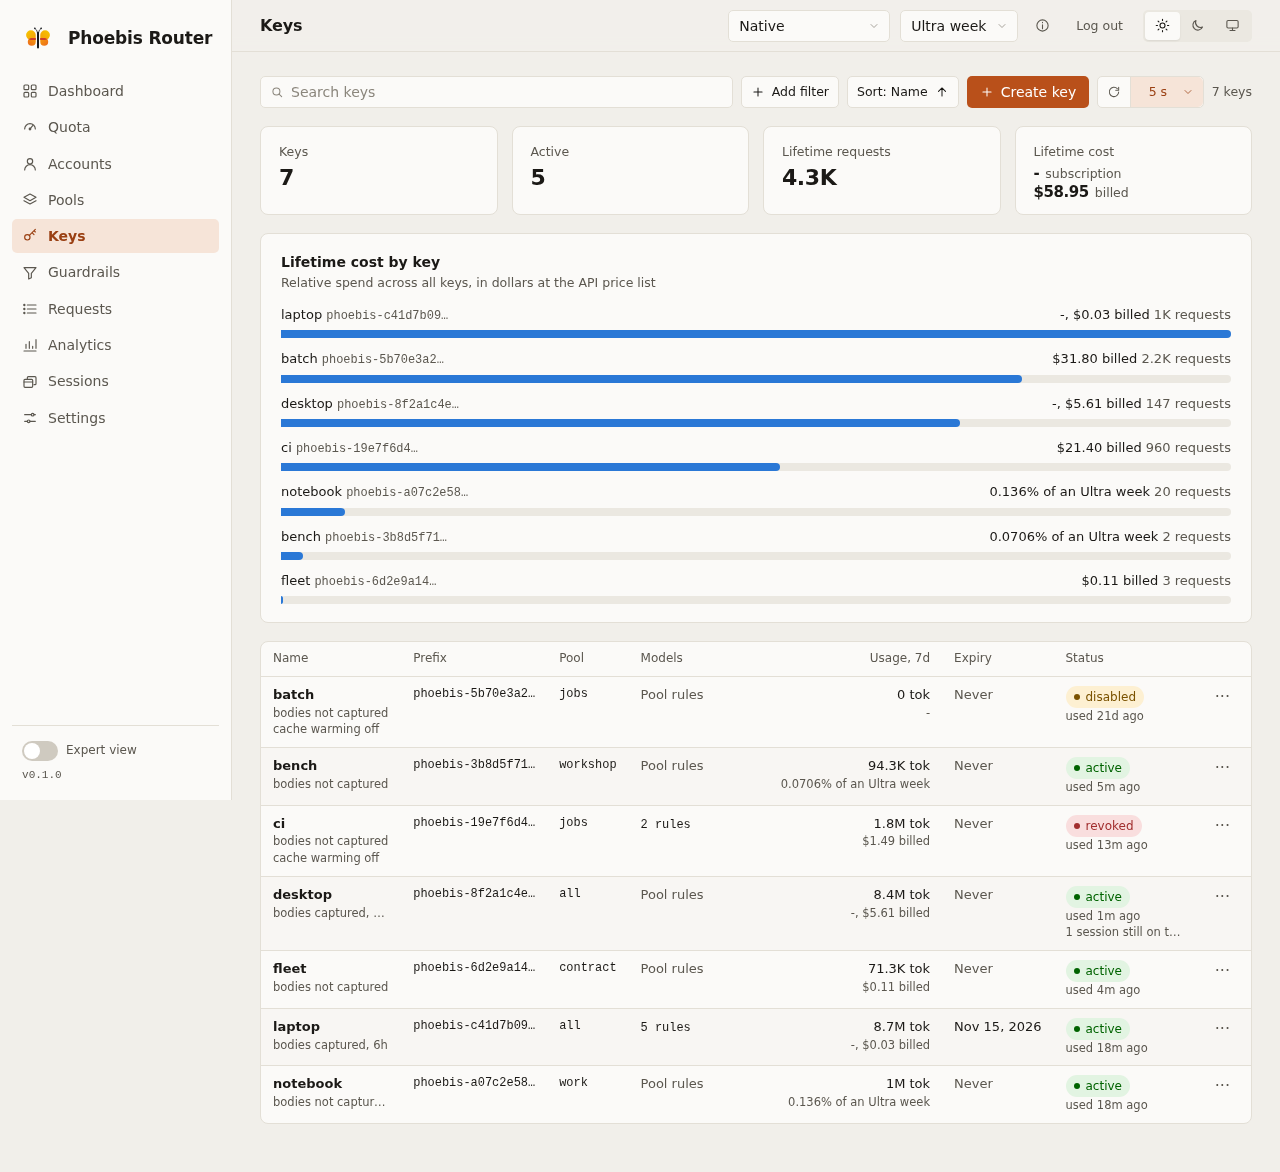 Phoebis Router
Dashboard
Quota
Accounts
Pools
Keys
Guardrails
Requests
Analytics
Sessions
Settings
Expert view
v0.1.0
Keys
Native
Ultra week
Log out
Search keys
Add filter
Sort: Name
Create key
5 s
7 keys
Keys
7
Active
5
Lifetime requests
4.3K
Lifetime cost
- subscription
$58.95 billed
Lifetime cost by key
Relative spend across all keys, in dollars at the API price list
laptop phoebis-c41d7b09… -, $0.03 billed 1K requests
batch phoebis-5b70e3a2… $31.80 billed 2.2K requests
desktop phoebis-8f2a1c4e… -, $5.61 billed 147 requests
ci phoebis-19e7f6d4… $21.40 billed 960 requests
notebook phoebis-a07c2e58… 0.136% of an Ultra week 20 requests
bench phoebis-3b8d5f71… 0.0706% of an Ultra week 2 requests
fleet phoebis-6d2e9a14… $0.11 billed 3 requests
Name Prefix Pool Models Usage, 7d Expiry Status
batch phoebis-5b70e3a2… jobs Pool rules 0 tok Never disabled
bodies not captured - used 21d ago
cache warming off
bench phoebis-3b8d5f71… workshop Pool rules 94.3K tok Never active
bodies not captured 0.0706% of an Ultra week used 5m ago
ci phoebis-19e7f6d4… jobs 2 rules 1.8M tok Never revoked
bodies not captured $1.49 billed used 13m ago
cache warming off
desktop phoebis-8f2a1c4e… all Pool rules 8.4M tok Never active
bodies captured, … -, $5.61 billed used 1m ago
1 session still on t…
fleet phoebis-6d2e9a14… contract Pool rules 71.3K tok Never active
bodies not captured $0.11 billed used 4m ago
laptop phoebis-c41d7b09… all 5 rules 8.7M tok Nov 15, 2026 active
bodies captured, 6h -, $0.03 billed used 18m ago
notebook phoebis-a07c2e58… work Pool rules 1M tok Never active
bodies not captur… 0.136% of an Ultra week used 18m ago